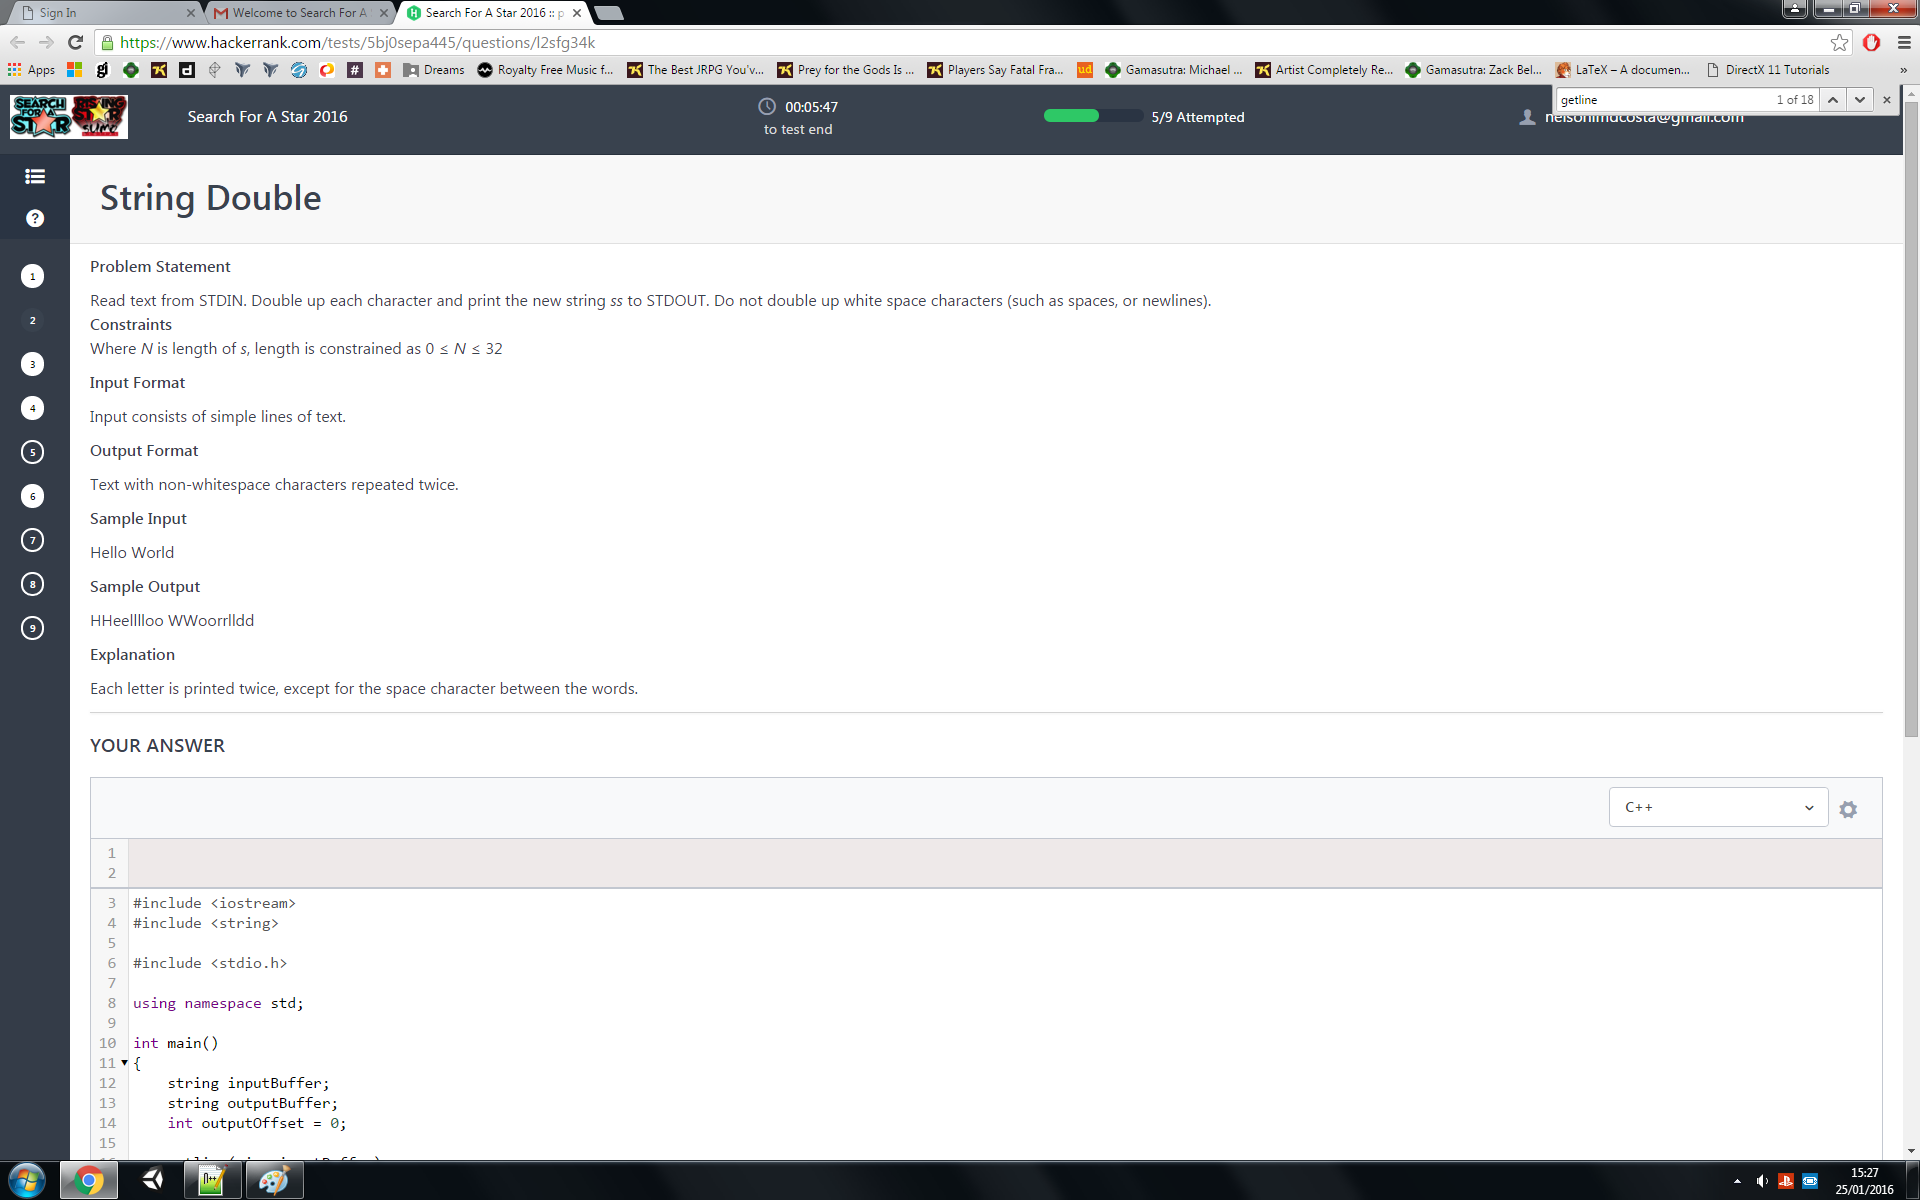 Sign In
Welcome to Search For A
Search For A Star 2016 :: p
https://www.hackerrank.com/tests/5bj0sepa445/questions/l2sfg34k
Apps
Dreams
Royalty Free Music f...
The Best JRPG You'v...
Prey for the Gods Is ...
Players Say Fatal Fra...
ud
Gamasutra: Michael ...
Artist Completely Re...
Gamasutra: Zack Bel...
LaTeX – A documen...
DirectX 11 Tutorials
»
getline
1 of 18
SEARCH FOR A STAR
RISING STAR SUMO
Search For A Star 2016
00:05:47
to test end
5/9 Attempted
String Double
1
2
3
4
5
6
7
8
9
Problem Statement
Read text from STDIN. Double up each character and print the new string ss to STDOUT. Do not double up white space characters (such as spaces, or newlines).
Constraints
Where N is length of s, length is constrained as 0 ≤ N ≤ 32
Input Format
Input consists of simple lines of text.
Output Format
Text with non-whitespace characters repeated twice.
Sample Input
Hello World
Sample Output
HHeelllloo WWoorrlldd
Explanation
Each letter is printed twice, except for the space character between the words.
YOUR ANSWER
C++
1
2
3 #include <iostream>
4 #include <string>
5
6 #include <stdio.h>
7
8 using namespace std;
9
10 int main()
11 {
12 string inputBuffer;
13 string outputBuffer;
14 int outputOffset = 0;
15
15:27
25/01/2016